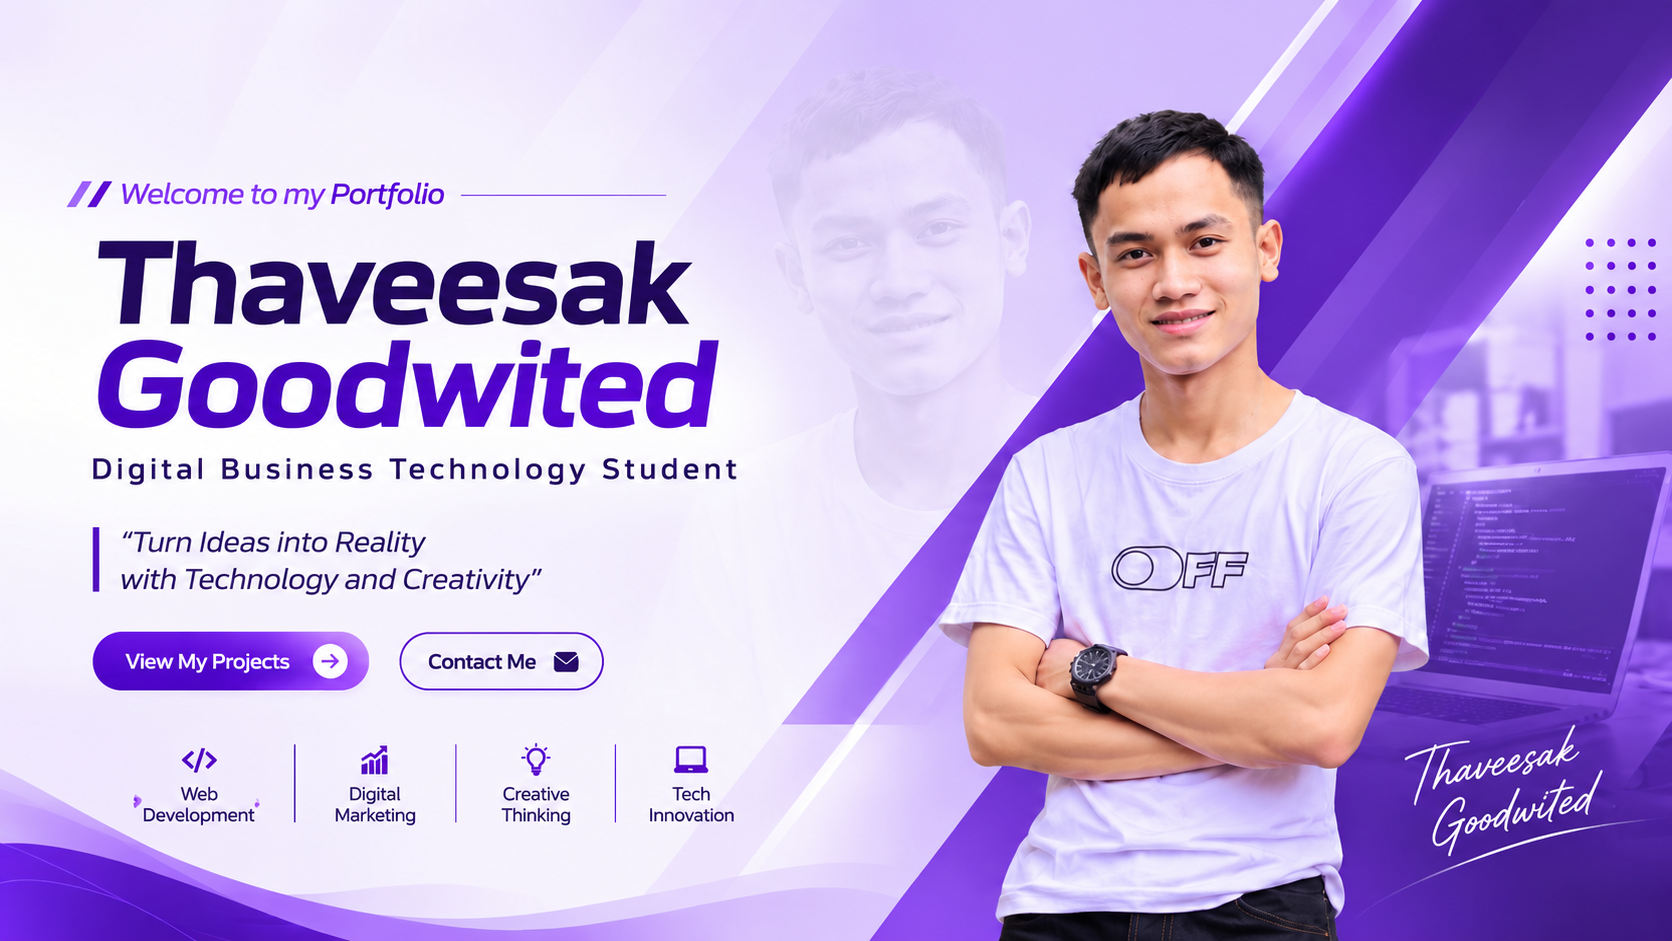 Welcome to my Portfolio
Thaveesak
Goodwited
Digital Business Technology Student
“Turn Ideas into Reality
with Technology and Creativity”
View My Projects
Contact Me
</>
Web
Development
Digital
Marketing
Creative
Thinking
Tech
Innovation
OFF
Thaveesak
Goodwited